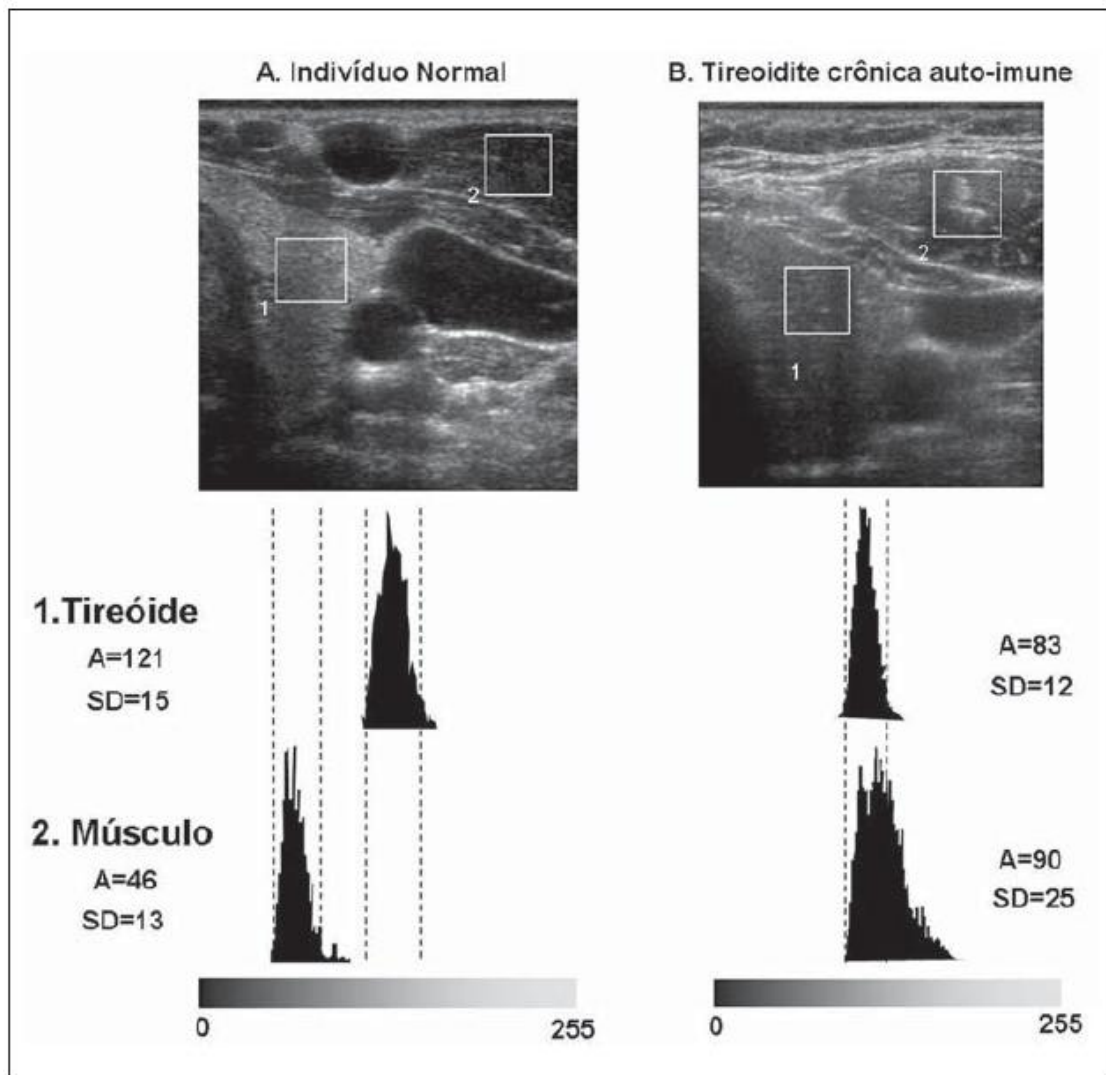 A. Indivíduo Normal
B. Tireoidite crônica auto-imune
2
1
2
1
1.Tireóide
A=121
SD=15
A=83
SD=12
2. Músculo
A=46
SD=13
A=90
SD=25
0
255
0
255